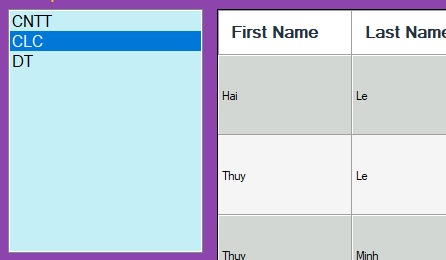 CNTT
CLC
DT
First Name Last Name
Hai Le
Thuy Le
Thuy Minh